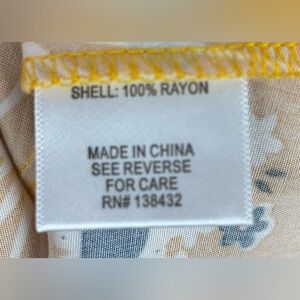 SHELL: 100% RAYON
MADE IN CHINA
SEE REVERSE
FOR CARE
RN# 138432